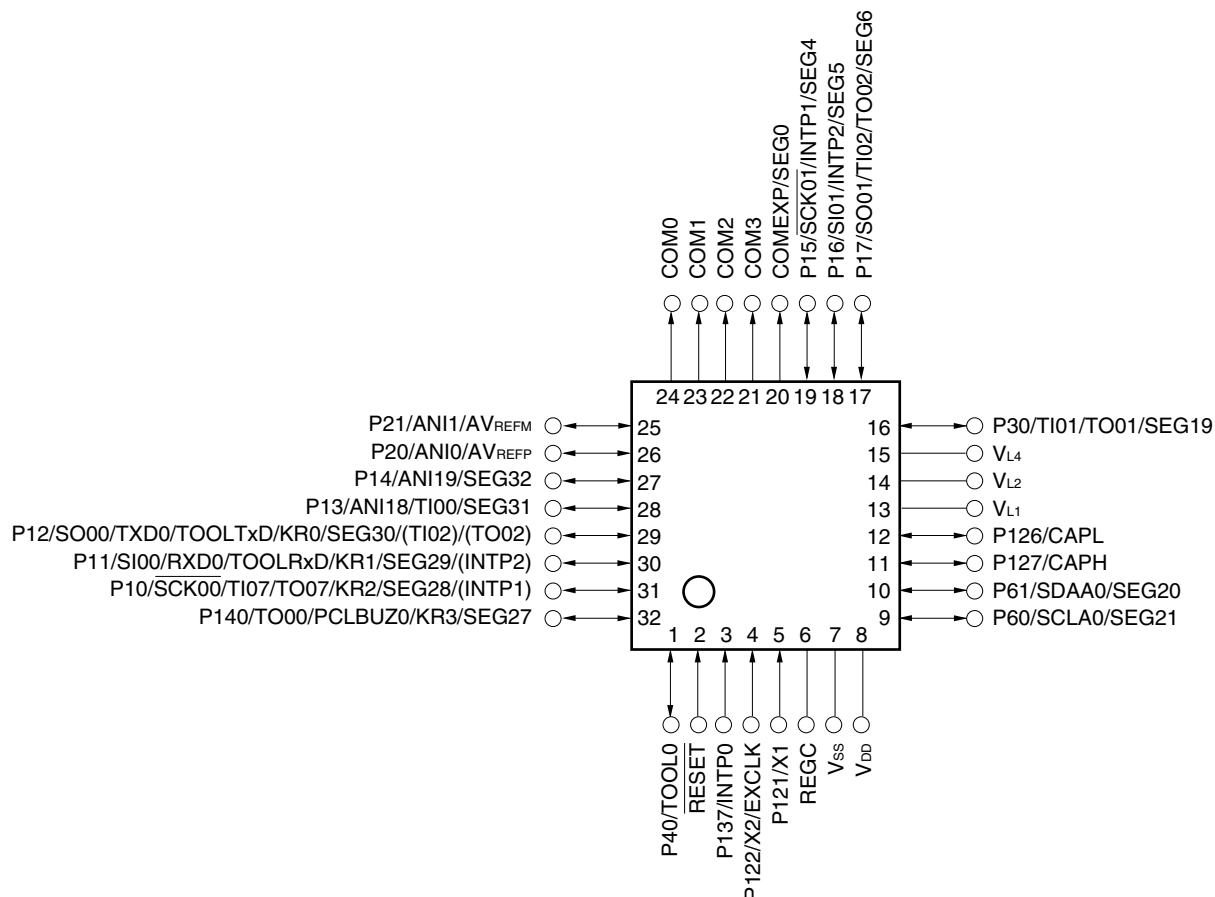 COM0
COM1
COM2
COM3
COMEXP/SEG0
P15/SCK01/INTP1/SEG4
P16/SI01/INTP2/SEG5
P17/SO01/TI02/TO02/SEG6
24 23 22 21 20 19 18 17
P21/ANI1/AVREFM
P20/ANI0/AVREFP
P14/ANI19/SEG32
P13/ANI18/TI00/SEG31
P12/SO00/TXD0/TOOLTxD/KR0/SEG30/(TI02)/(TO02)
P11/SI00/RXD0/TOOLRxD/KR1/SEG29/(INTP2)
P10/SCK00/TI07/TO07/KR2/SEG28/(INTP1)
P140/TO00/PCLBUZ0/KR3/SEG27
25
26
27
28
29
30
31
32
16
15
14
13
12
11
10
9
P30/TI01/TO01/SEG19
VL4
VL2
VL1
P126/CAPL
P127/CAPH
P61/SDAA0/SEG20
P60/SCLA0/SEG21
1 2 3 4 5 6 7 8
P40/TOOL0
RESET
P137/INTP0
P122/X2/EXCLK
P121/X1
REGC
VSS
VDD